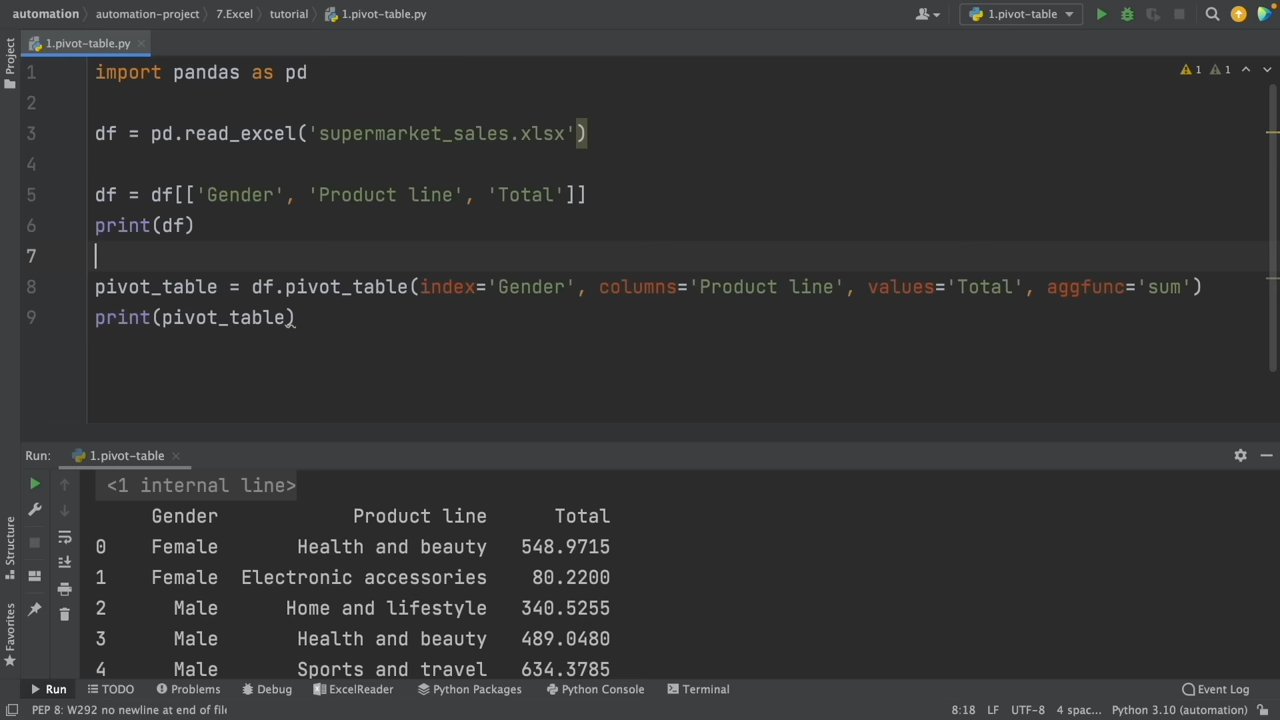 automation automation-project 7.Excel tutorial 1.pivot-table.py 1.pivot-table
1.pivot-table.py
Project
1 import pandas as pd
1 1
2
3 df = pd.read_excel('supermarket_sales.xlsx')
4
5 df = df[['Gender', 'Product line', 'Total']]
6 print(df)
7
8 pivot_table = df.pivot_table(index='Gender', columns='Product line', values='Total', aggfunc='sum')
9 print(pivot_table)
Run: 1.pivot-table
<1 internal line>
Gender Product line Total
0 Female Health and beauty 548.9715
1 Female Electronic accessories 80.2200
2 Male Home and lifestyle 340.5255
3 Male Health and beauty 489.0480
4 Male Sports and travel 634.3785
Structure
Favorites
Run TODO Problems Debug ExcelReader Python Packages Python Console Terminal Event Log
PEP 8: W292 no newline at end of file 8:18 LF UTF-8 4 spac... Python 3.10 (automation)